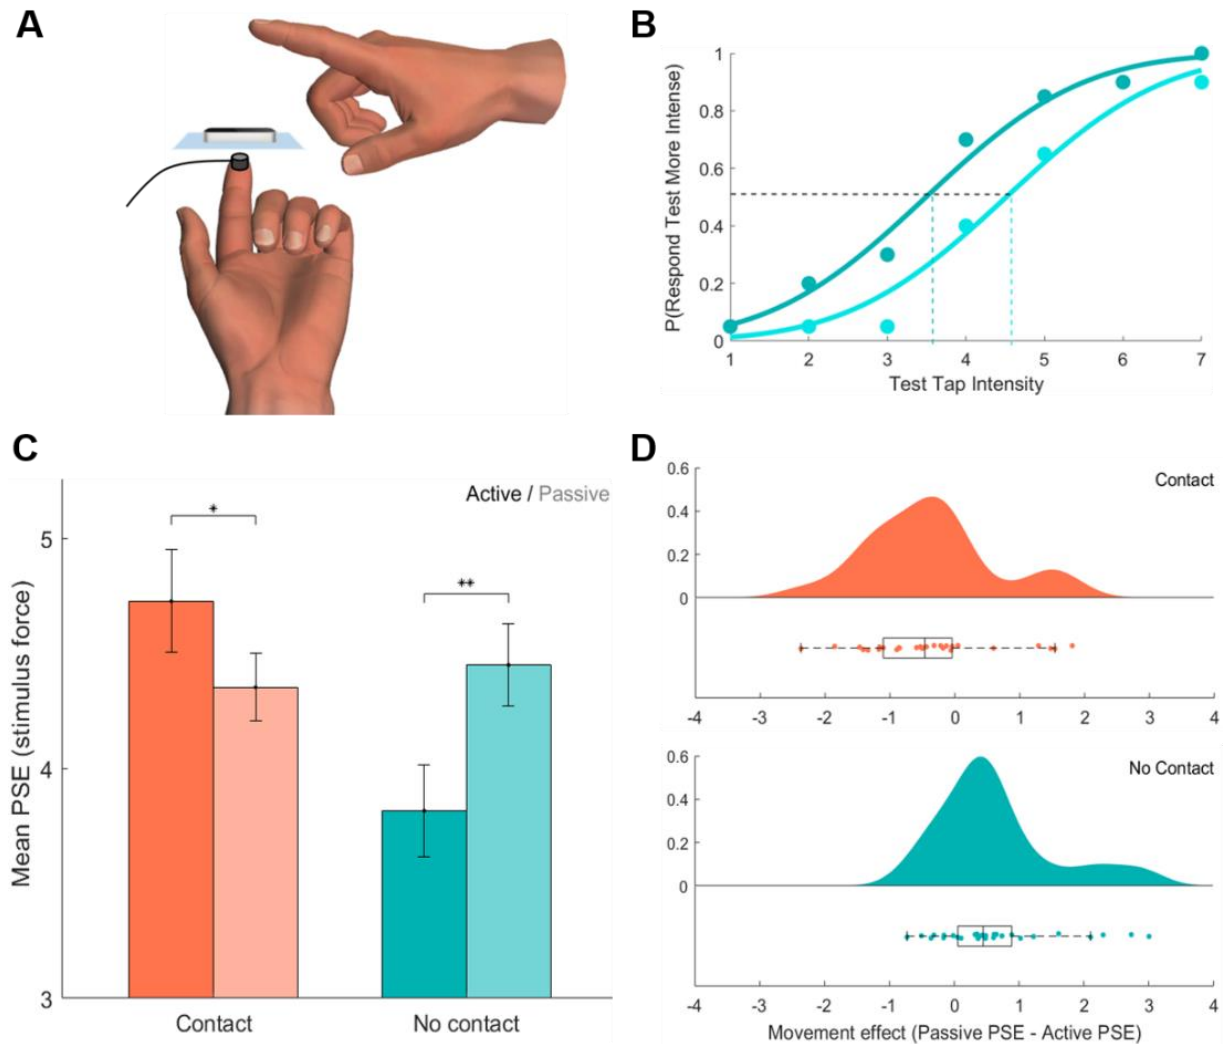 A
B
P(Respond Test More Intense)
1
0.8
0.6
0.4
0.2
0
1 2 3 4 5 6 7
Test Tap Intensity
C
Active / Passive
Mean PSE (stimulus force)
5
4
3
*
**
Contact No contact
D
Contact
0.6
0.4
0.2
0
-4 -3 -2 -1 0 1 2 3 4
No Contact
0.6
0.4
0.2
0
-4 -3 -2 -1 0 1 2 3 4
Movement effect (Passive PSE - Active PSE)